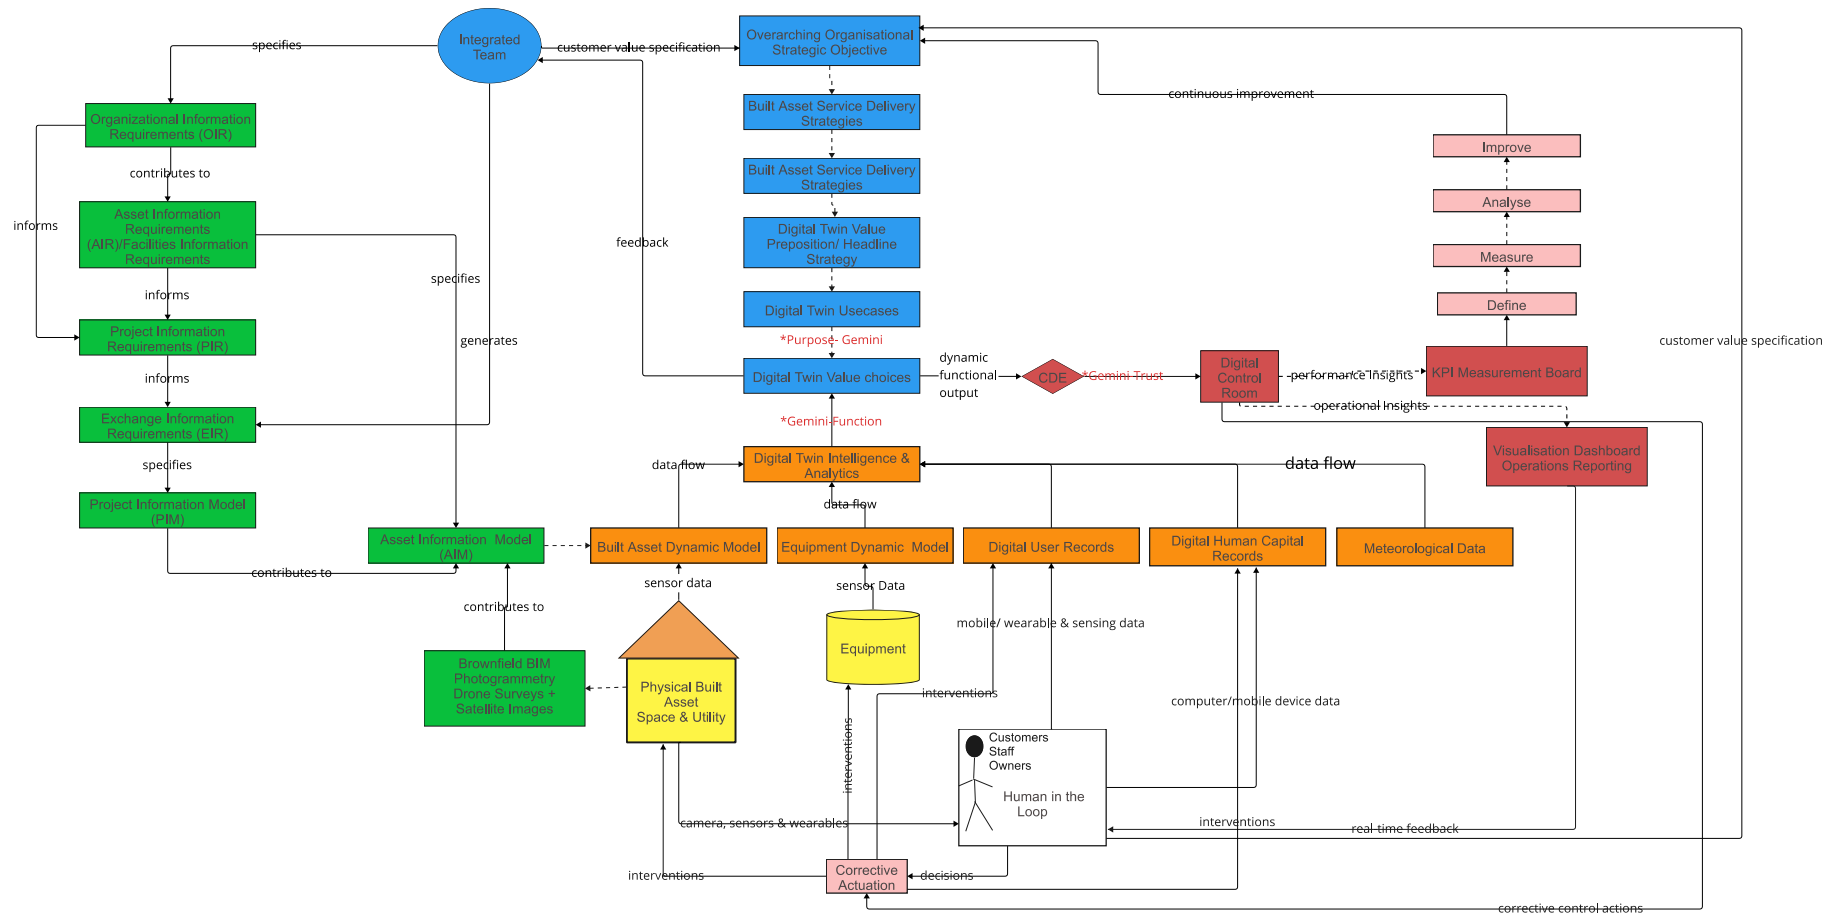 Integrated
Team
specifies
customer value specification
Overarching Organisational
Strategic Objective
continuous improvement
Organizational Information
Requirements (OIR)
Built Asset Service Delivery
Strategies
Improve
contributes to
Built Asset Service Delivery
Strategies
Analyse
informs
Asset Information
Requirements
(AIR)/Facilities Information
Requirements
feedback
Digital Twin Value
Preposition/ Headline
Strategy
Measure
specifies
informs
Digital Twin Usecases
Define
Project Information
Requirements (PIR)
generates
*Purpose- Gemini
customer value specification
informs
Digital Twin Value choices
dynamic
functional
output
CDE
*Gemini-Trust
Digital
Control
Room
performance Insights
KPI Measurement Board
operational Insights
Exchange Information
Requirements (EIR)
*Gemini-Function
specifies
data flow
Digital Twin Intelligence &
Analytics
data flow
Visualisation Dashboard
Operations Reporting
Project Information Model
(PIM)
data flow
Asset Information  Model
(AIM)
Built Asset Dynamic Model
Equipment Dynamic  Model
Digital User Records
Digital Human Capital
Records
Meteorological Data
contributes to
sensor data
sensor Data
contributes to
mobile/ wearable & sensing data
Equipment
Brownfield BIM
Photogrammetry
Drone Surveys +
Satellite Images
Physical Built
Asset
Space & Utility
interventions
computer/mobile device data
interventions
Customers
Staff
Owners
Human in the
Loop
camera, sensors & wearables
interventions
real-time feedback
interventions
Corrective
Actuation
decisions
corrective control actions